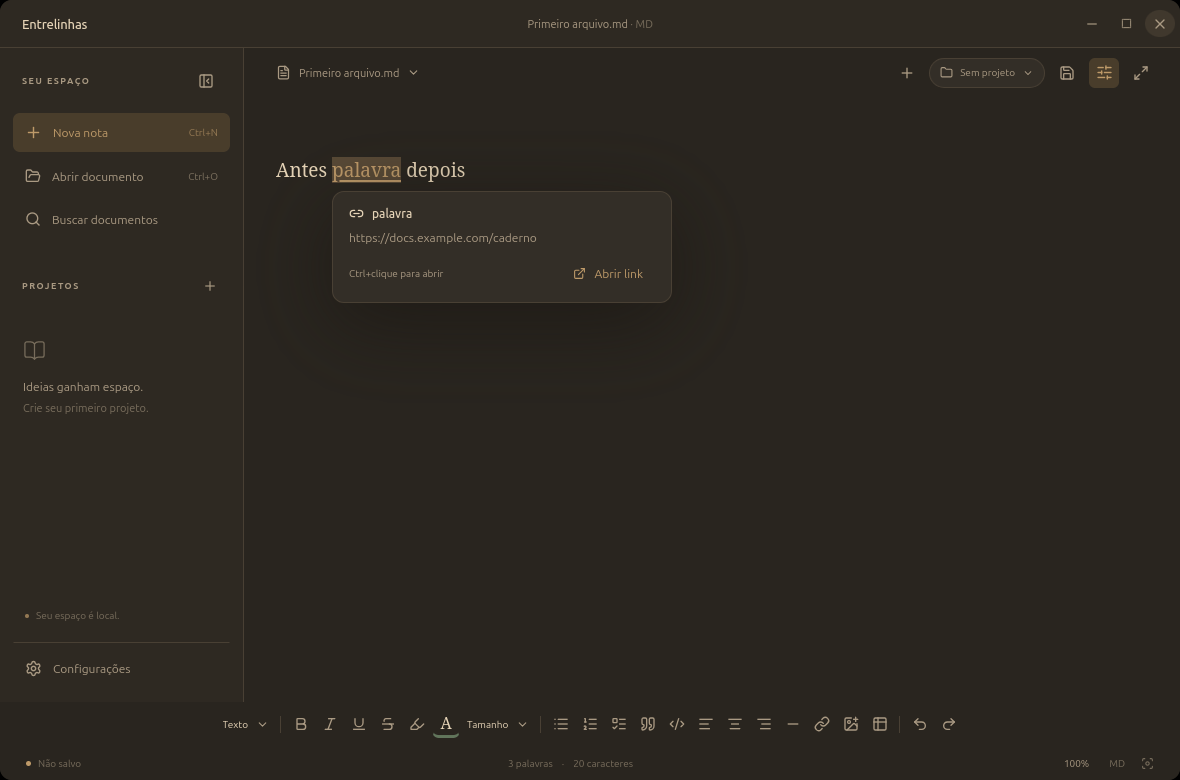 Entrelinhas
Primeiro arquivo.md · MD
SEU ESPAÇO
Nova nota Ctrl+N
Abrir documento Ctrl+O
Buscar documentos
PROJETOS
Ideias ganham espaço.
Crie seu primeiro projeto.
Seu espaço é local.
Configurações
Primeiro arquivo.md
Sem projeto
Antes palavra depois
palavra
https://docs.example.com/caderno
Ctrl+clique para abrir
Abrir link
Texto
A
Tamanho
Não salvo
3 palavras · 20 caracteres
100%
MD